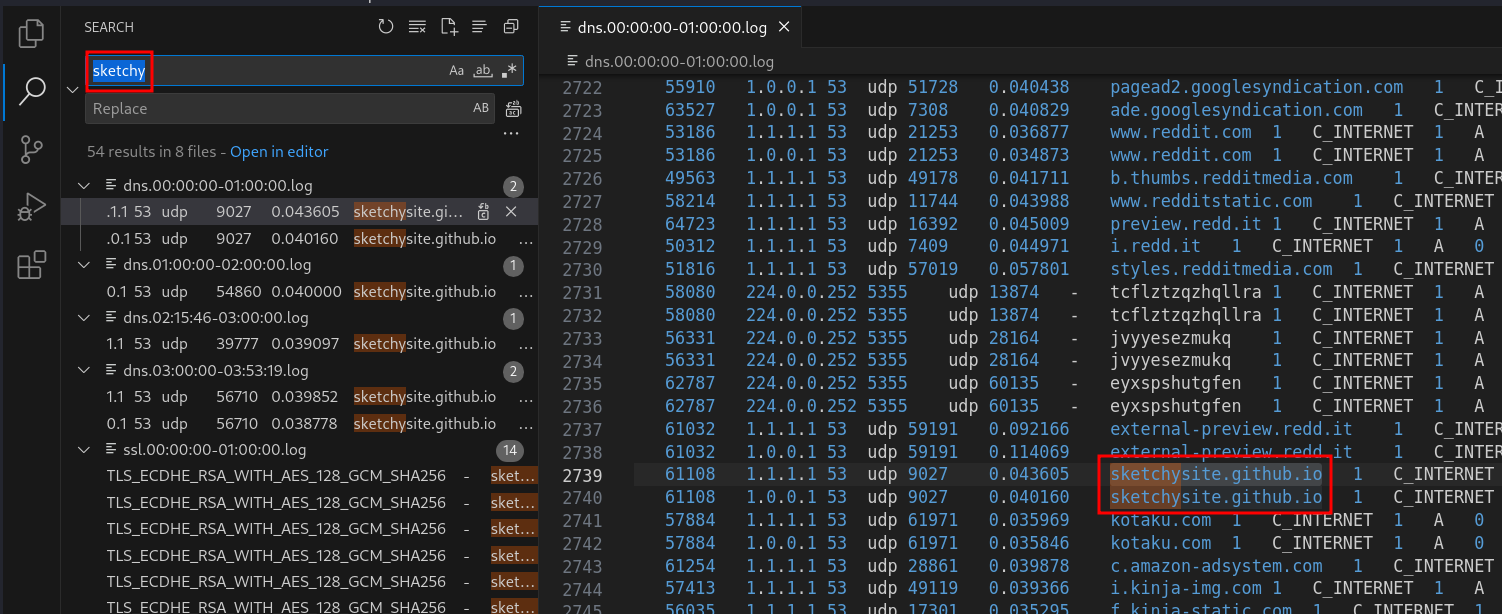 SEARCH
sketchy
Aa ab .*
Replace
AB
...
54 results in 8 files - Open in editor
dns.00:00:00-01:00:00.log 2
.1.1 53 udp 9027 0.043605 sketchysite.gi...
.0.1 53 udp 9027 0.040160 sketchysite.github.io ...
dns.01:00:00-02:00:00.log 1
0.1 53 udp 54860 0.040000 sketchysite.github.io ...
dns.02:15:46-03:00:00.log 1
1.1 53 udp 39777 0.039097 sketchysite.github.io ...
dns.03:00:00-03:53:19.log 2
1.1 53 udp 56710 0.039852 sketchysite.github.io ...
0.1 53 udp 56710 0.038778 sketchysite.github.io ...
ssl.00:00:00-01:00:00.log 14
TLS_ECDHE_RSA_WITH_AES_128_GCM_SHA256 - sket...
TLS_ECDHE_RSA_WITH_AES_128_GCM_SHA256 - sket...
TLS_ECDHE_RSA_WITH_AES_128_GCM_SHA256 - sket...
TLS_ECDHE_RSA_WITH_AES_128_GCM_SHA256 - sket...
TLS_ECDHE_RSA_WITH_AES_128_GCM_SHA256 - sket...
TLS_ECDHE_RSA_WITH_AES_128_GCM_SHA256 - sket...
dns.00:00:00-01:00:00.log
dns.00:00:00-01:00:00.log
2722 55910 1.0.0.1 53 udp 51728 0.040438 pagead2.googlesyndication.com 1 C_I
2723 63527 1.0.0.1 53 udp 7308 0.040829 ade.googlesyndication.com 1 C_INTER
2724 53186 1.1.1.1 53 udp 21253 0.036877 www.reddit.com 1 C_INTERNET 1 A
2725 53186 1.0.0.1 53 udp 21253 0.034873 www.reddit.com 1 C_INTERNET 1 A
2726 49563 1.1.1.1 53 udp 49178 0.041711 b.thumbs.redditmedia.com 1 C_INTERN
2727 58214 1.1.1.1 53 udp 11744 0.043988 www.redditstatic.com 1 C_INTERNET
2728 64723 1.1.1.1 53 udp 16392 0.045009 preview.redd.it 1 C_INTERNET 1 A
2729 50312 1.1.1.1 53 udp 7409 0.044971 i.redd.it 1 C_INTERNET 1 A 0
2730 51816 1.1.1.1 53 udp 57019 0.057801 styles.redditmedia.com 1 C_INTERNET
2731 58080 224.0.0.252 5355 udp 13874 - tcflztzqzhqllra 1 C_INTERNET 1 A
2732 58080 224.0.0.252 5355 udp 13874 - tcflztzqzhqllra 1 C_INTERNET 1 A
2733 56331 224.0.0.252 5355 udp 28164 - jvyyesezmukq 1 C_INTERNET 1 A
2734 56331 224.0.0.252 5355 udp 28164 - jvyyesezmukq 1 C_INTERNET 1 A
2735 62787 224.0.0.252 5355 udp 60135 - eyxspshutgfen 1 C_INTERNET 1 A
2736 62787 224.0.0.252 5355 udp 60135 - eyxspshutgfen 1 C_INTERNET 1 A
2737 61032 1.1.1.1 53 udp 59191 0.092166 external-preview.redd.it 1 C_INTERN
2738 61032 1.0.0.1 53 udp 59191 0.114069 external-preview.redd.it 1 C_INTERN
2739 61108 1.1.1.1 53 udp 9027 0.043605 sketchysite.github.io 1 C_INTERNET
2740 61108 1.0.0.1 53 udp 9027 0.040160 sketchysite.github.io 1 C_INTERNET
2741 57884 1.1.1.1 53 udp 61971 0.035969 kotaku.com 1 C_INTERNET 1 A 0
2742 57884 1.0.0.1 53 udp 61971 0.035846 kotaku.com 1 C_INTERNET 1 A 0
2743 61254 1.0.0.1 53 udp 28861 0.039878 c.amazon-adsystem.com 1 C_INTERNET
2744 57413 1.1.1.1 53 udp 49119 0.039366 i.kinja-img.com 1 C_INTERNET 1 A
2745 56035 1.1.1.1 53 udp 17301 0.035295 f.kinja-static.com 1 C_INTERNET